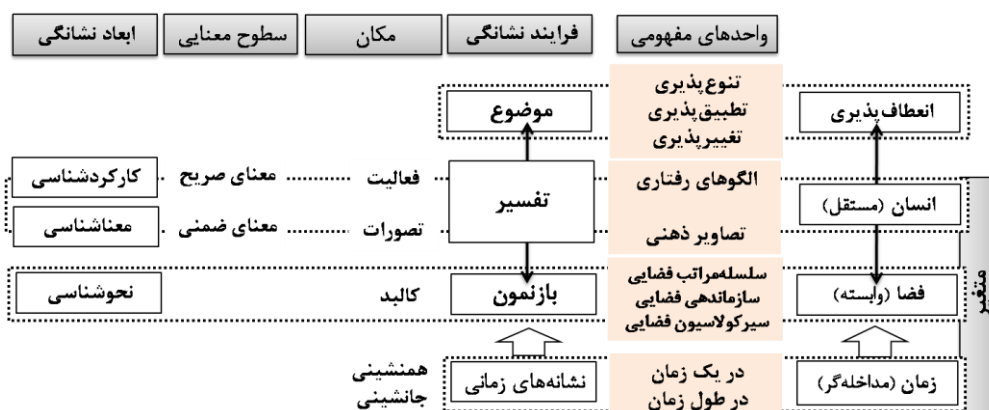 واحدهای مفهومی
فرایند نشانگی
مکان
سطوح معنایی
ابعاد نشانگی
انعطاف‌پذیری
تنوع‌پذیری
تطبیق‌پذیری
تغییرپذیری
موضوع
متغیر
انسان (مستقل)
الگوهای رفتاری
تصاویر ذهنی
تفسیر
فعالیت
معنای صریح
کارکردشناسی
تصورات
معنای ضمنی
معناشناسی
فضا (وابسته)
سلسله‌مراتب فضایی
سازماندهی فضایی
سیرکولاسیون فضایی
بازنمون
کالبد
نحوشناسی
زمان (مداخله‌گر)
در یک زمان
در طول زمان
نشانه‌های زمانی
همنشینی
جانشینی